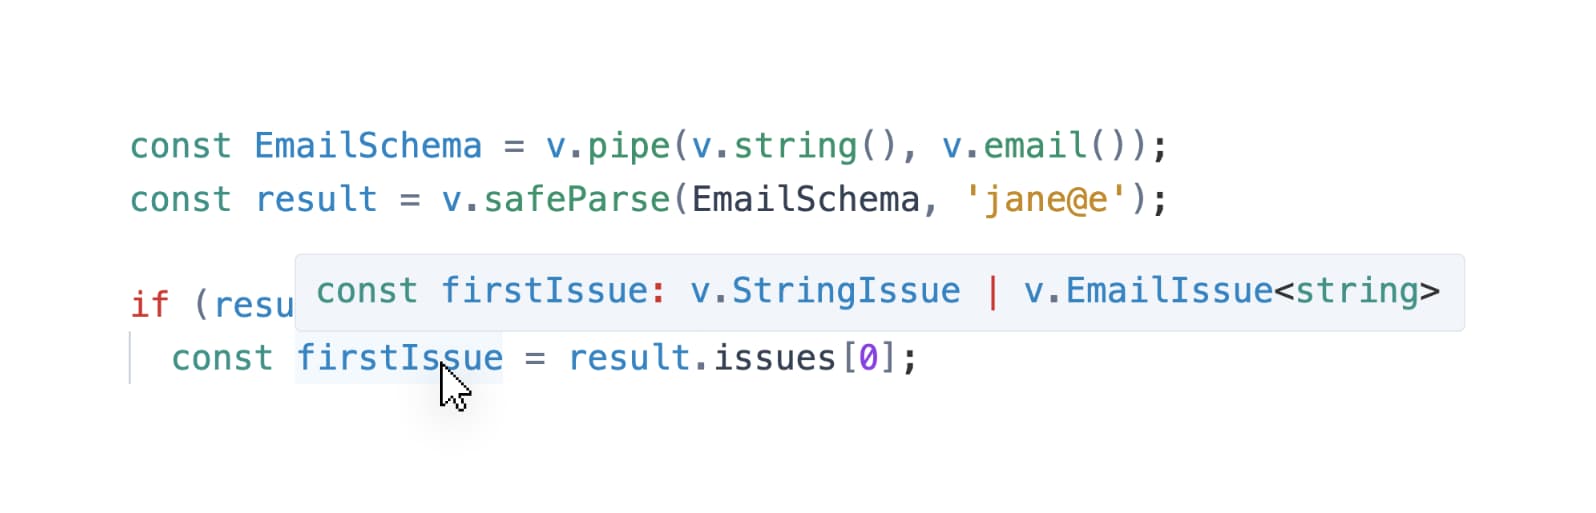 const EmailSchema = v.pipe(v.string(), v.email());
const result = v.safeParse(EmailSchema, 'jane@e');
const firstIssue: v.StringIssue | v.EmailIssue<string>
if (resu
const firstIssue = result.issues[0];